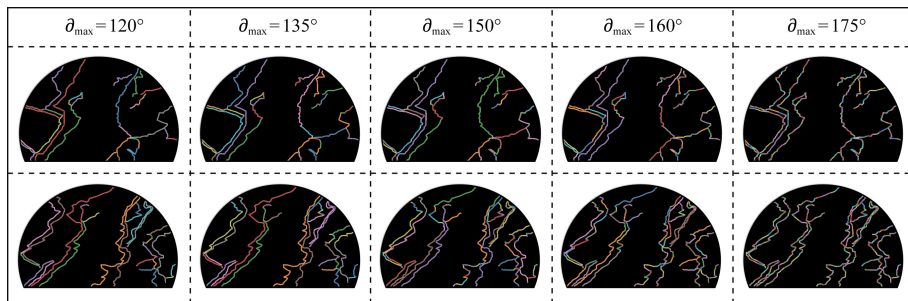 ∂max = 120° ∂max = 135° ∂max = 150° ∂max = 160° ∂max = 175°